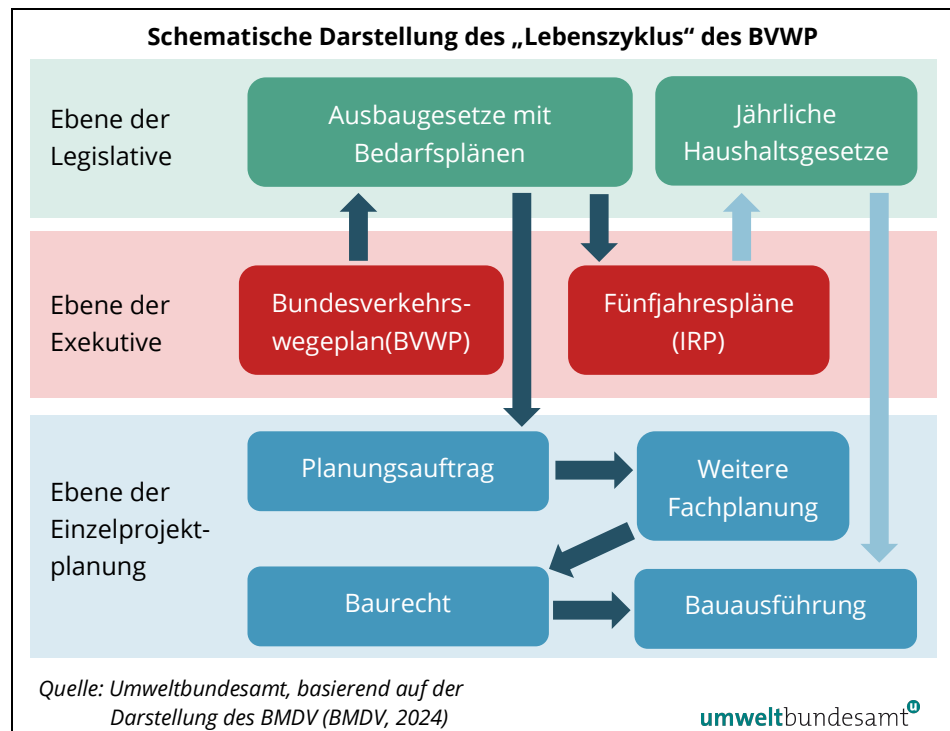 Schematische Darstellung des „Lebenszyklus“ des BVWP
Ebene der
Legislative
Ausbaugesetze mit
Bedarfsplänen
Jährliche
Haushaltsgesetze
Ebene der
Exekutive
Bundesverkehrs-
wegeplan(BVWP)
Fünfjahrespläne
(IRP)
Ebene der
Einzelprojekt-
planung
Planungsauftrag
Weitere
Fachplanung
Baurecht
Bauausführung
Quelle: Umweltbundesamt, basierend auf der
Darstellung des BMDV (BMDV, 2024)
umweltbundesamt u